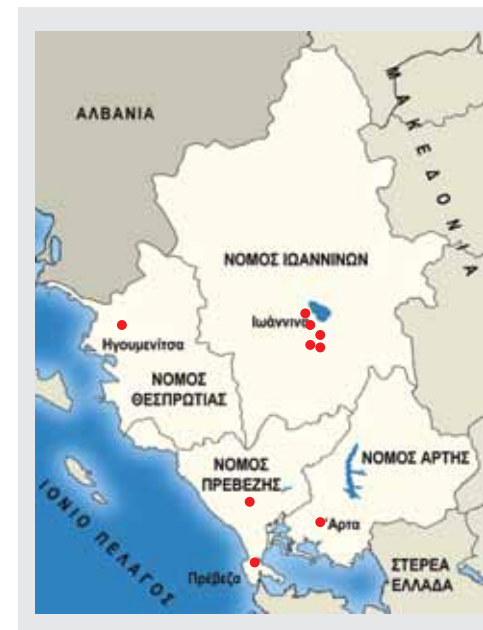 ΑΛΒΑΝΙΑ
ΜΑΚΕΔΟΝΙΑ
ΝΟΜΟΣ ΙΩΑΝΝΙΝΩΝ
Ιωάννινα
Ηγουμενίτσα
ΝΟΜΟΣ
ΘΕΣΠΡΩΤΙΑΣ
ΝΟΜΟΣ
ΠΡΕΒΕΖΗΣ
ΝΟΜΟΣ ΑΡΤΗΣ
Άρτα
ΙΟΝΙΟ ΠΕΛΑΓΟΣ
Πρέβεζα
ΣΤΕΡΕΑ
ΕΛΛΑΔΑ